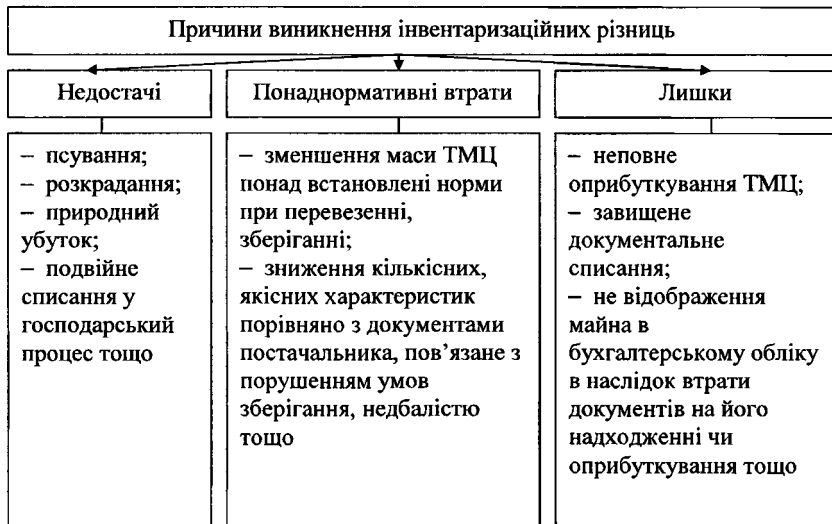 Причини виникнення інвентаризаційних різниць
Недостачі
Понаднормативні втрати
Лишки
– псування;
– розкрадання;
– природний
убуток;
– подвійне
списання у
господарський
процес тощо
– зменшення маси ТМЦ
понад встановлені норми
при перевезенні,
зберіганні;
– зниження кількісних,
якісних характеристик
порівняно з документами
постачальника, пов’язане з
порушенням умов
зберігання, недбалістю
тощо
– неповне
оприбуткування ТМЦ;
– завищене
документальне
списання;
– не відображення
майна в
бухгалтерському обліку
в наслідок втрати
документів на його
надходженні чи
оприбуткування тощо